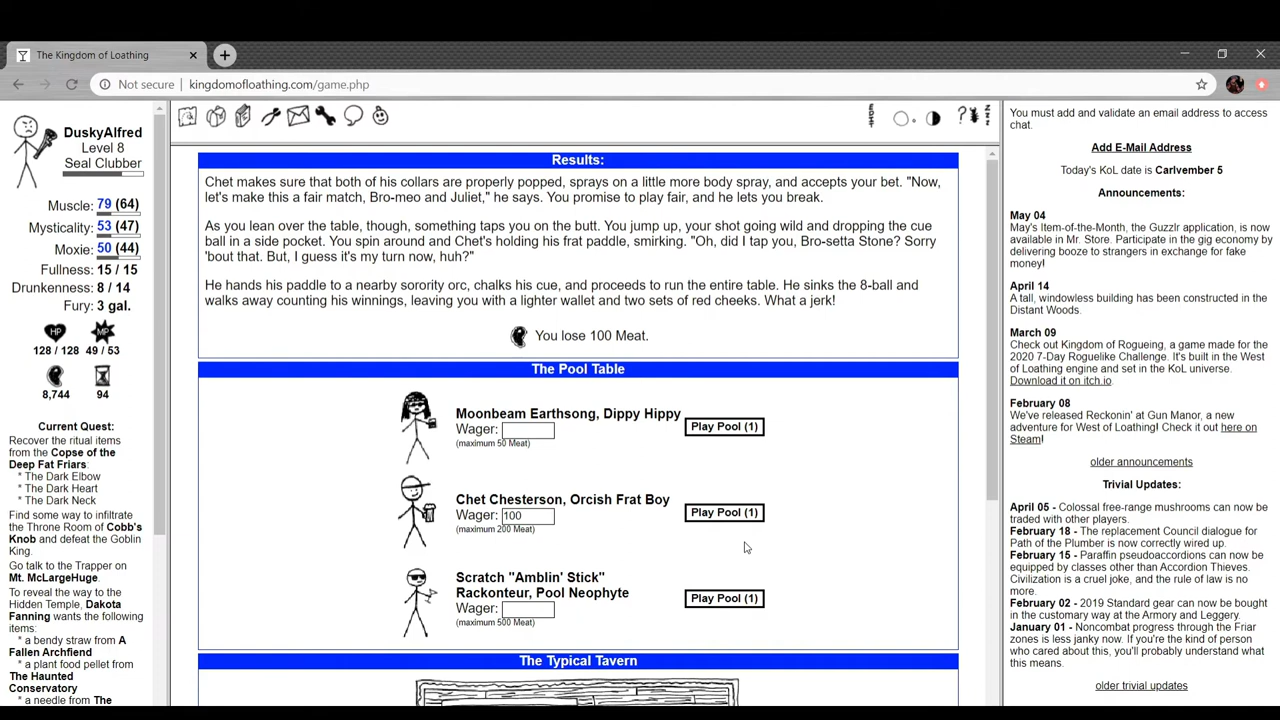 The Kingdom of Loathing
Not secure
kingdomofloathing.com/game.php
DuskyAlfred
Level 8
Seal Clubber
Muscle: 79 (64)
Mysticality: 53 (47)
Moxie: 50 (44)
Fullness: 15 / 15
Drunkenness: 8 / 14
Fury: 3 gal.
HP MP
128 / 128 49 / 53
8,744 94
Current Quest:
Recover the ritual items
from the Copse of the
Deep Fat Friars:
* The Dark Elbow
* The Dark Heart
* The Dark Neck
Find some way to infiltrate
the Throne Room of Cobb's
Knob and defeat the Goblin
King.
Go talk to the Trapper on
Mt. McLargeHuge.
To reveal the way to the
Hidden Temple, Dakota
Fanning wants the following
items:
* a bendy straw from A
Fallen Archfiend
* a plant food pellet from
The Haunted
Conservatory
* a needle from The
Results:
Chet makes sure that both of his collars are properly popped, sprays on a little more body spray, and accepts your bet. "Now,
let's make this a fair match, Bro-meo and Juliet," he says. You promise to play fair, and he lets you break.
As you lean over the table, though, something taps you on the butt. You jump up, your shot going wild and dropping the cue
ball in a side pocket. You spin around and Chet's holding his frat paddle, smirking. "Oh, did I tap you, Bro-setta Stone? Sorry
'bout that. But, I guess it's my turn now, huh?"
He hands his paddle to a nearby sorority orc, chalks his cue, and proceeds to run the entire table. He sinks the 8-ball and
walks away counting his winnings, leaving you with a lighter wallet and two sets of red cheeks. What a jerk!
You lose 100 Meat.
The Pool Table
Moonbeam Earthsong, Dippy Hippy
Wager:
(maximum 50 Meat)
Play Pool (1)
Chet Chesterson, Orcish Frat Boy
Wager: 100
(maximum 200 Meat)
Play Pool (1)
Scratch "Amblin' Stick"
Rackonteur, Pool Neophyte
Wager:
(maximum 500 Meat)
Play Pool (1)
The Typical Tavern
You must add and validate an email address to access
chat.
Add E-Mail Address
Today's KoL date is Carlvember 5
Announcements:
May 04
May's Item-of-the-Month, the Guzzlr application, is now
available in Mr. Store. Participate in the gig economy by
delivering booze to strangers in exchange for fake
money!
April 14
A tall, windowless building has been constructed in the
Distant Woods.
March 09
Check out Kingdom of Rogueing, a game made for the
2020 7-Day Roguelike Challenge. It's built in the West
of Loathing engine and set in the KoL universe.
Download it on itch.io.
February 08
We've released Reckonin' at Gun Manor, a new
adventure for West of Loathing! Check it out here on
Steam!
older announcements
Trivial Updates:
April 05 - Colossal free-range mushrooms can now be
traded with other players.
February 18 - The replacement Council dialogue for
Path of the Plumber is now correctly wired up.
February 15 - Paraffin pseudoaccordions can now be
equipped by classes other than Accordion Thieves.
Civilization is a cruel joke, and the rule of law is no
more.
February 02 - 2019 Standard gear can now be bought
in the customary way at the Armory and Leggery.
January 01 - Noncombat progress through the Friar
zones is less janky now. If you're the kind of person
who cared about this, you'll probably understand what
this means.
older trivial updates